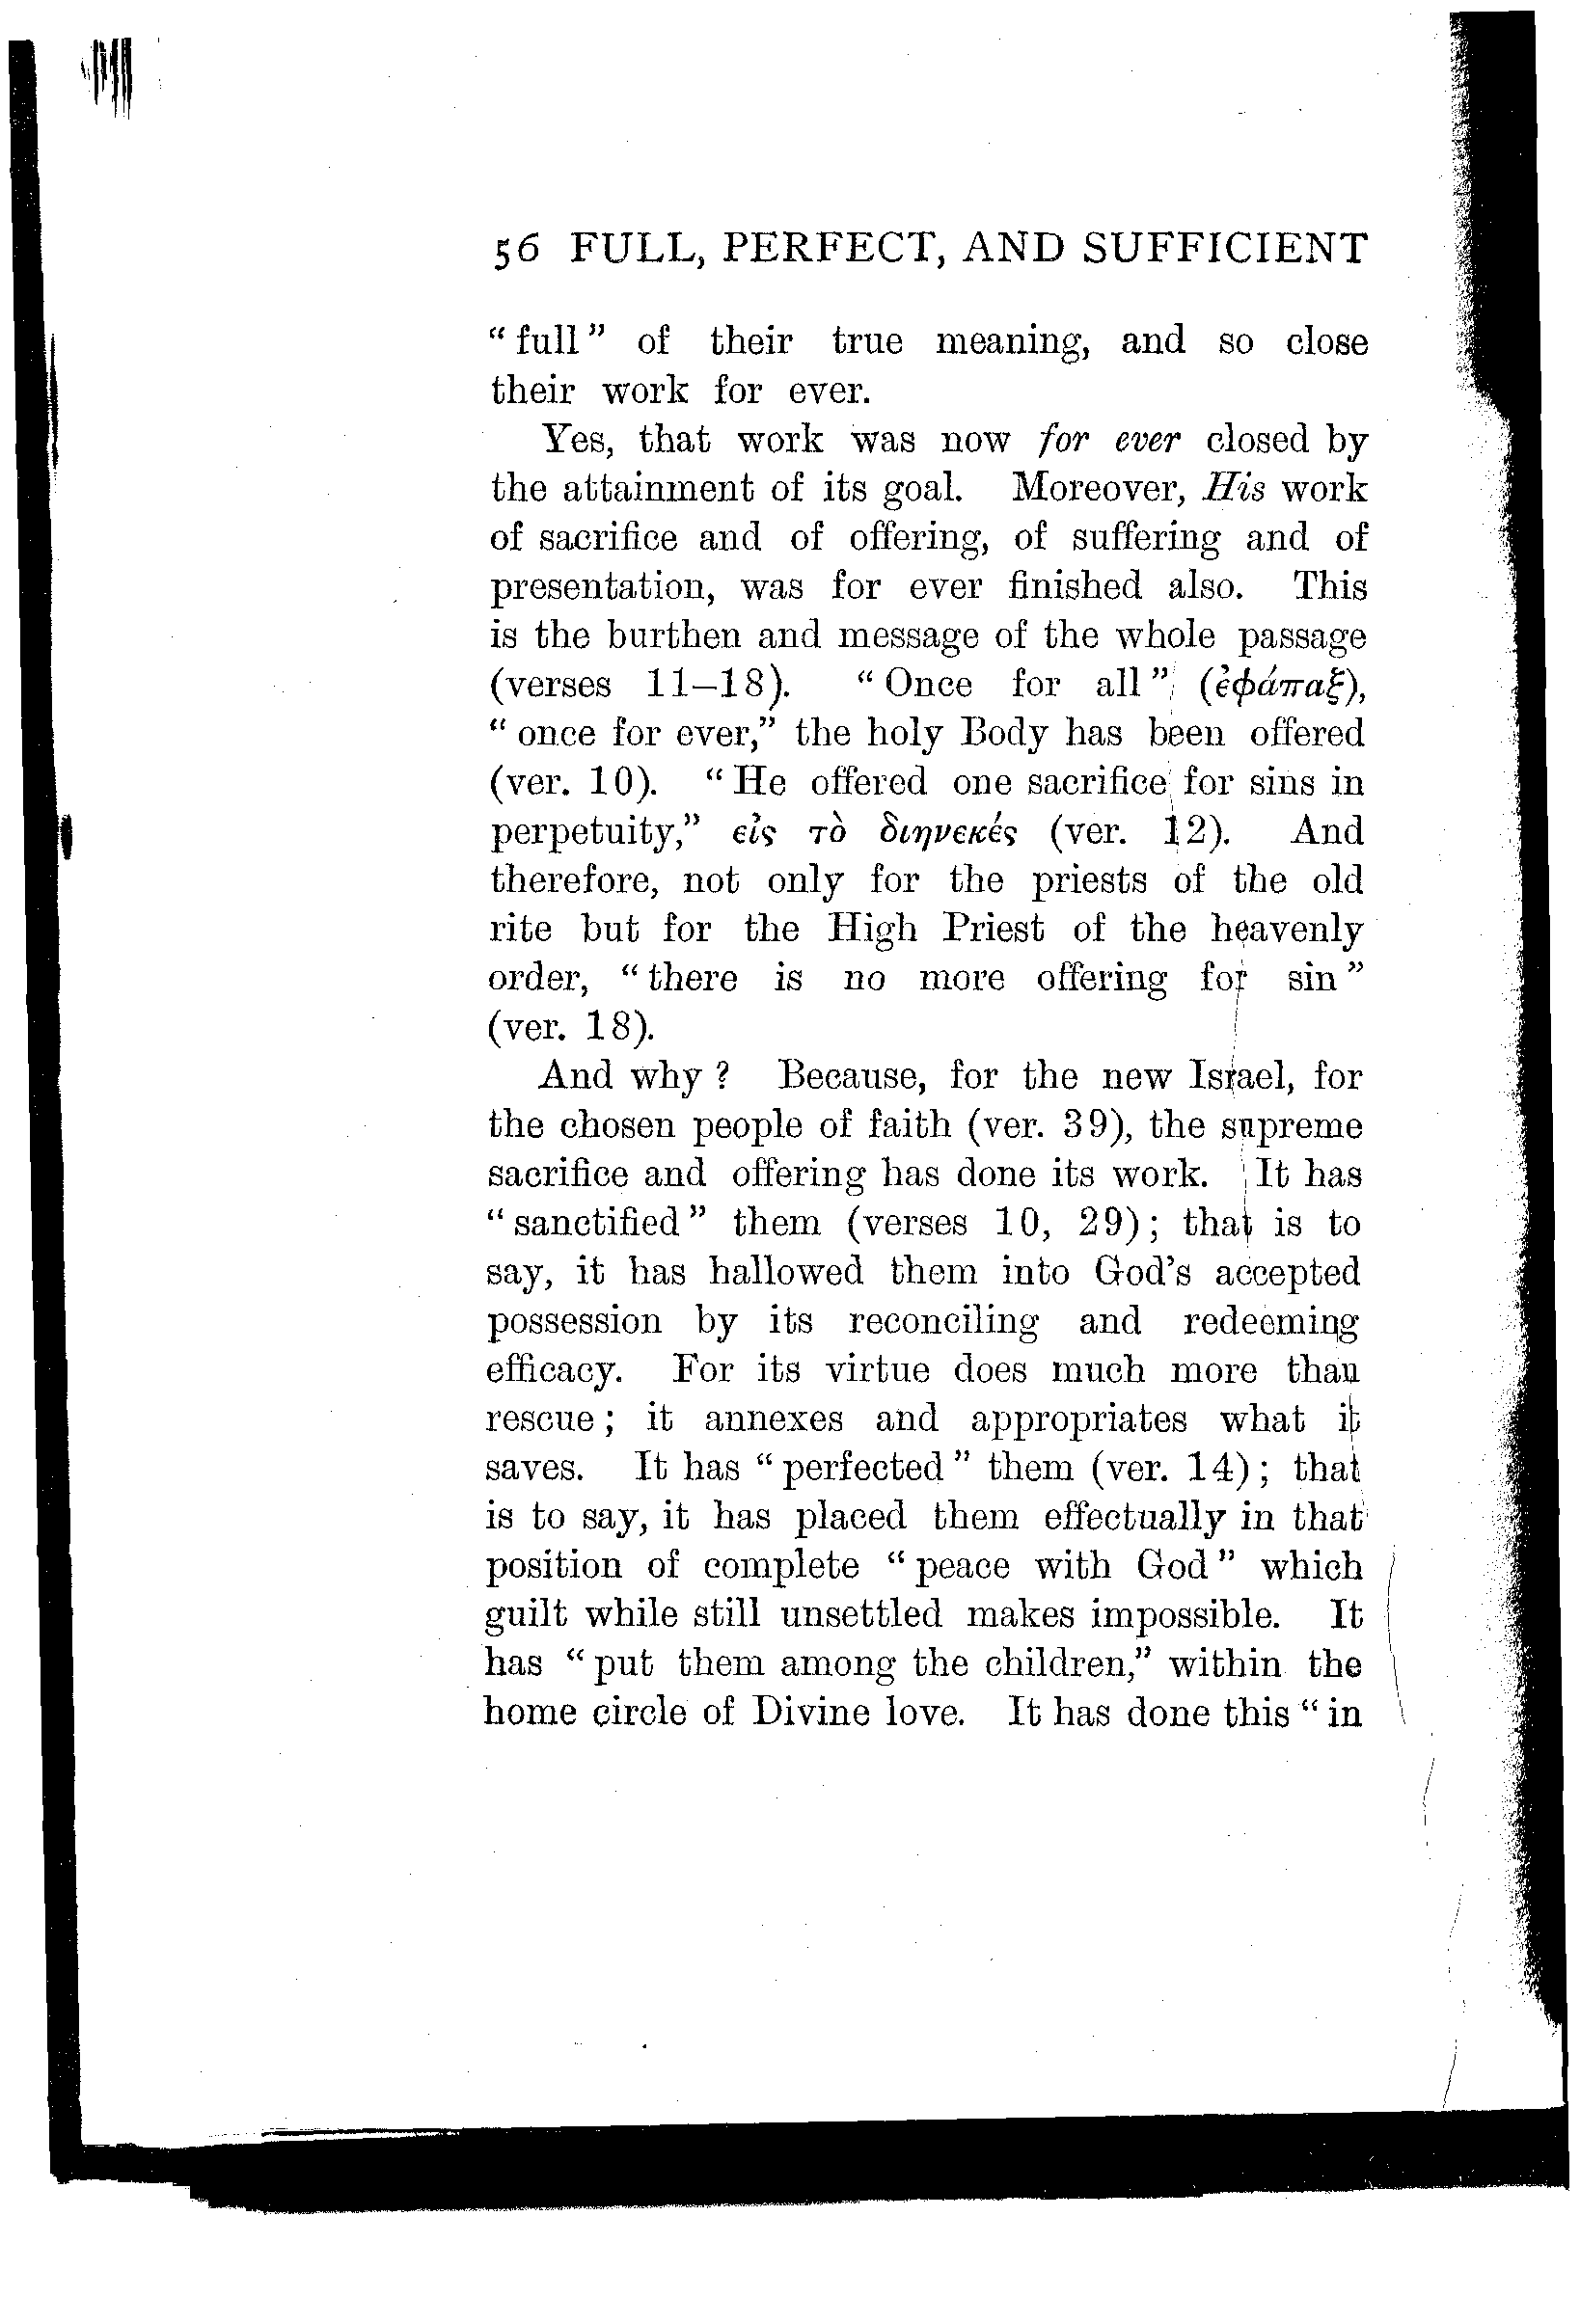 56 FULL, PERFECT, AND SUFFICIENT
“full” of their true meaning, and so close
their work for ever.
Yes, that work was now for ever closed by
the attainment of its goal. Moreover, His work
of sacrifice and of offering, of suffering and of
presentation, was for ever finished also. This
is the burthen and message of the whole passage
(verses 11–18). “Once for all” (ἐφάπαξ),
“once for ever,” the holy Body has been offered
(ver. 10). “He offered one sacrifice for sins in
perpetuity,” εἰς τὸ διηνεκές (ver. 12). And
therefore, not only for the priests of the old
rite but for the High Priest of the heavenly
order, “there is no more offering for sin”
(ver. 18).
And why? Because, for the new Israel, for
the chosen people of faith (ver. 39), the supreme
sacrifice and offering has done its work. It has
“sanctified” them (verses 10, 29); that is to
say, it has hallowed them into God's accepted
possession by its reconciling and redeeming
efficacy. For its virtue does much more than
rescue; it annexes and appropriates what it
saves. It has “perfected” them (ver. 14); that
is to say, it has placed them effectually in that
position of complete “peace with God” which
guilt while still unsettled makes impossible. It
has “put them among the children,” within the
home circle of Divine love. It has done this “in